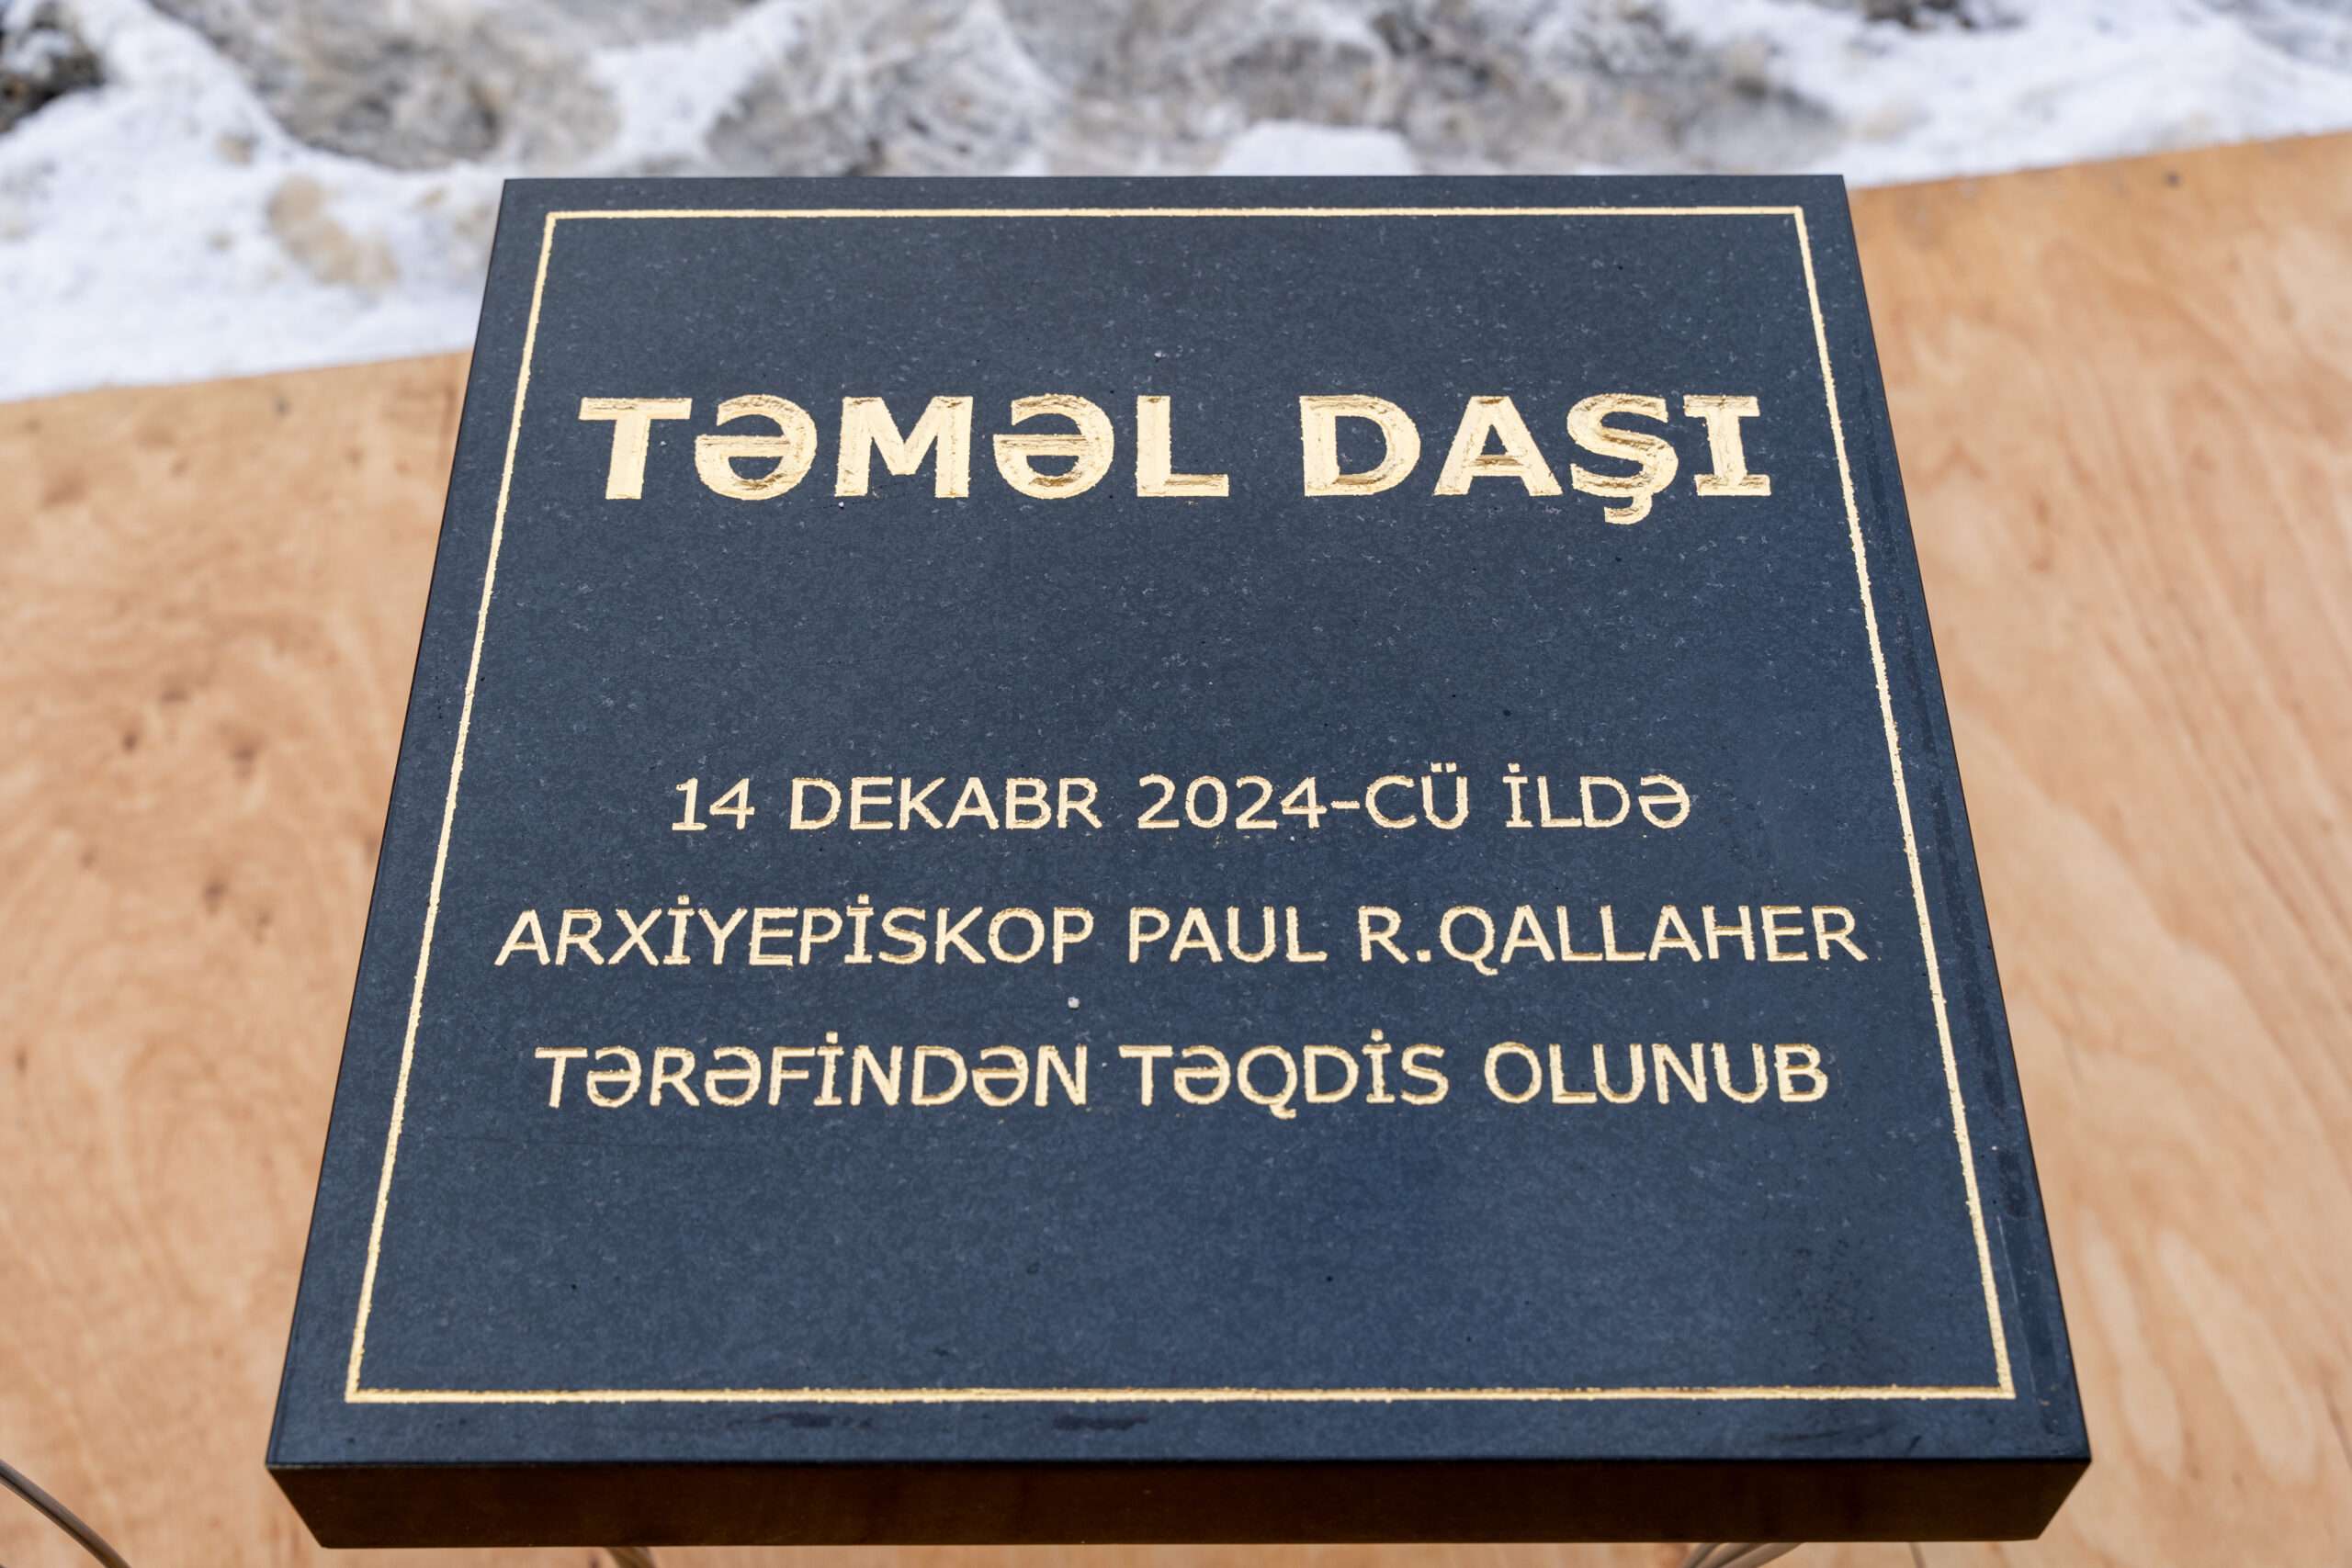 TƏMƏL DAŞI
14 DEKABR 2024-CÜ İLDƏ
ARXİYEPİSKOP PAUL R.QALLAHER
TƏRƏFİNDƏN TƏQDİS OLUNUB